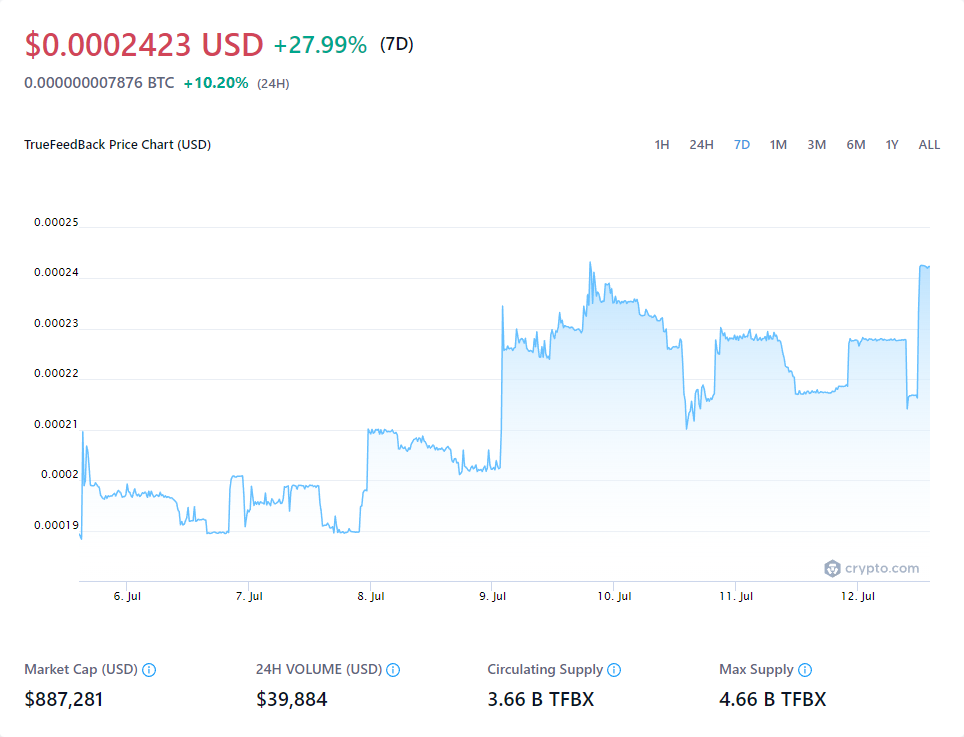 $0.0002423 USD +27.99% (7D)
0.000000007876 BTC +10.20% (24H)
TrueFeedBack Price Chart (USD) 1H 24H 7D 1M 3M 6M 1Y ALL
0.00025
0.00024
0.00023
0.00022
0.00021
0.0002
0.00019
crypto.com
6. Jul 7. Jul 8. Jul 9. Jul 10. Jul 11. Jul 12. Jul
Market Cap (USD) 24H VOLUME (USD) Circulating Supply Max Supply
$887,281 $39,884 3.66 B TFBX 4.66 B TFBX